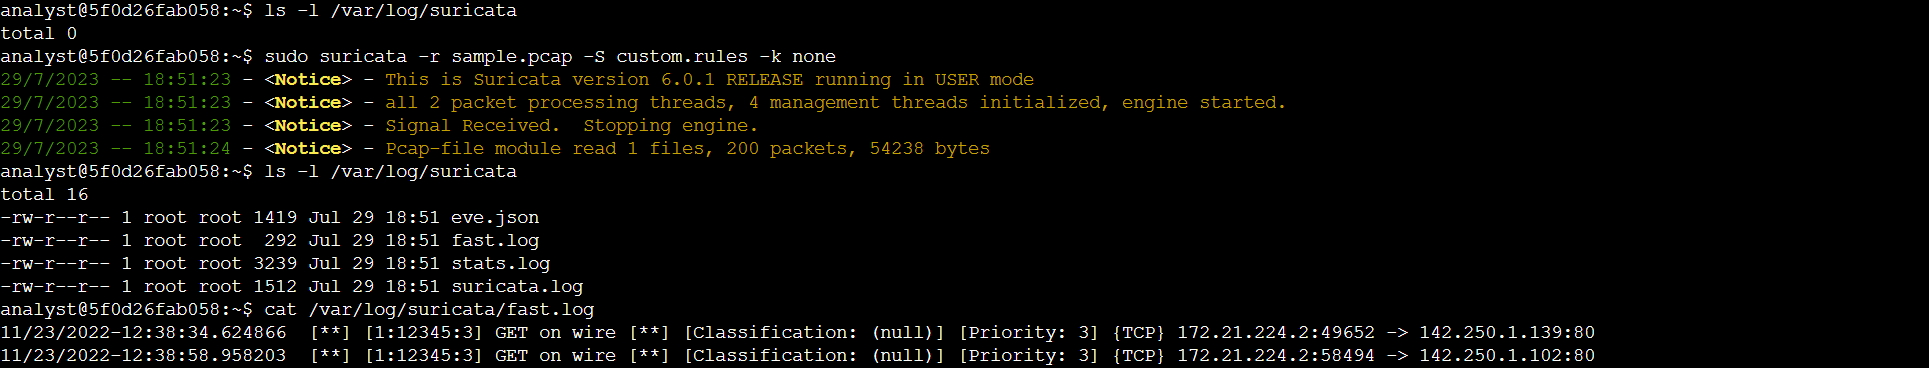 analyst@5f0d26fab058:~$ ls -l /var/log/suricata
total 0
analyst@5f0d26fab058:~$ sudo suricata -r sample.pcap -S custom.rules -k none
29/7/2023 -- 18:51:23 - <Notice> - This is Suricata version 6.0.1 RELEASE running in USER mode
29/7/2023 -- 18:51:23 - <Notice> - all 2 packet processing threads, 4 management threads initialized, engine started.
29/7/2023 -- 18:51:23 - <Notice> - Signal Received.  Stopping engine.
29/7/2023 -- 18:51:24 - <Notice> - Pcap-file module read 1 files, 200 packets, 54238 bytes
analyst@5f0d26fab058:~$ ls -l /var/log/suricata
total 16
-rw-r--r-- 1 root root 1419 Jul 29 18:51 eve.json
-rw-r--r-- 1 root root  292 Jul 29 18:51 fast.log
-rw-r--r-- 1 root root 3239 Jul 29 18:51 stats.log
-rw-r--r-- 1 root root 1512 Jul 29 18:51 suricata.log
analyst@5f0d26fab058:~$ cat /var/log/suricata/fast.log
11/23/2022-12:38:34.624866  [**] [1:12345:3] GET on wire [**] [Classification: (null)] [Priority: 3] {TCP} 172.21.224.2:49652 -> 142.250.1.139:80
11/23/2022-12:38:58.958203  [**] [1:12345:3] GET on wire [**] [Classification: (null)] [Priority: 3] {TCP} 172.21.224.2:58494 -> 142.250.1.102:80